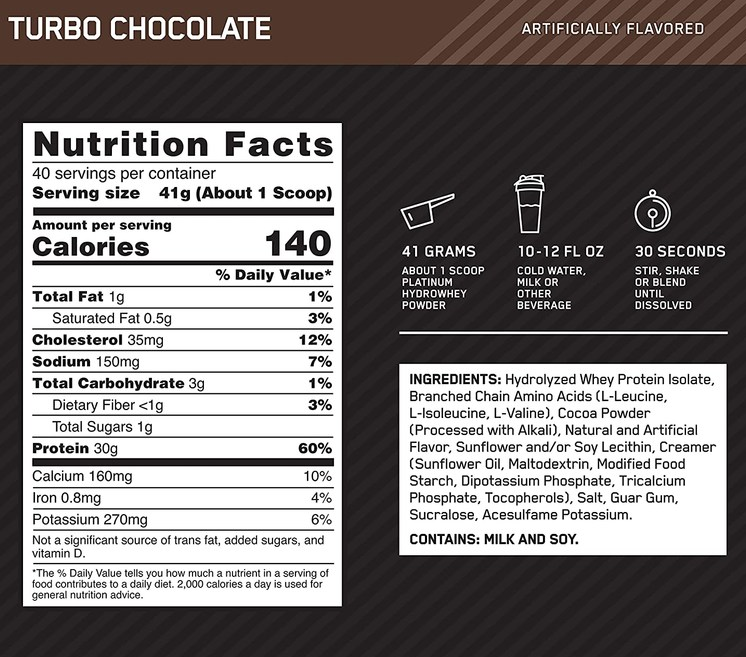 TURBO CHOCOLATE
ARTIFICIALLY FLAVORED
Nutrition Facts
40 servings per container
Serving size 41g (About 1 Scoop)
Amount per serving
Calories 140
% Daily Value*
Total Fat 1g 1%
Saturated Fat 0.5g 3%
Cholesterol 35mg 12%
Sodium 150mg 7%
Total Carbohydrate 3g 1%
Dietary Fiber <1g 3%
Total Sugars 1g
Protein 30g 60%
Calcium 160mg 10%
Iron 0.8mg 4%
Potassium 270mg 6%
Not a significant source of trans fat, added sugars, and
vitamin D.
*The % Daily Value tells you how much a nutrient in a serving of
food contributes to a daily diet. 2,000 calories a day is used for
general nutrition advice.
41 GRAMS
ABOUT 1 SCOOP
PLATINUM
HYDROWHEY
POWDER
10-12 FL OZ
COLD WATER,
MILK OR
OTHER
BEVERAGE
30 SECONDS
STIR, SHAKE
OR BLEND
UNTIL
DISSOLVED
INGREDIENTS: Hydrolyzed Whey Protein Isolate,
Branched Chain Amino Acids (L-Leucine,
L-Isoleucine, L-Valine), Cocoa Powder
(Processed with Alkali), Natural and Artificial
Flavor, Sunflower and/or Soy Lecithin, Creamer
(Sunflower Oil, Maltodextrin, Modified Food
Starch, Dipotassium Phosphate, Tricalcium
Phosphate, Tocopherols), Salt, Guar Gum,
Sucralose, Acesulfame Potassium.
CONTAINS: MILK AND SOY.